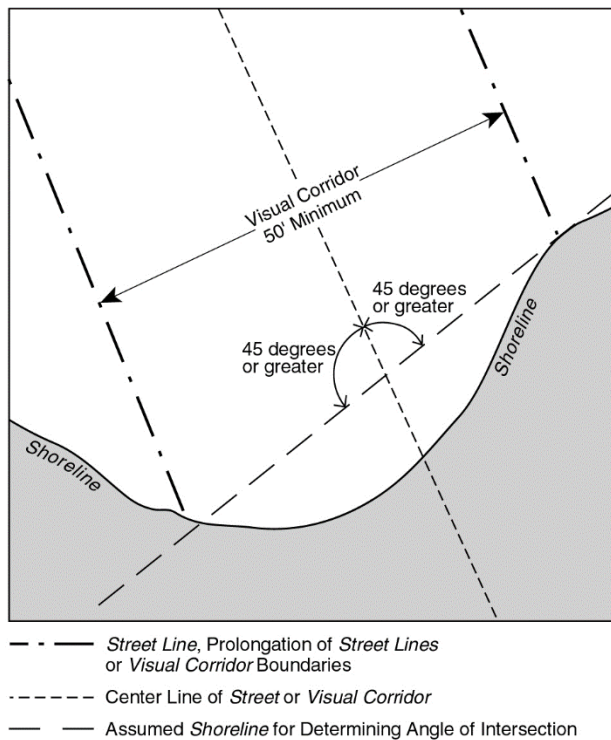 Visual Corridor
50' Minimum
45 degrees
or greater
45 degrees
or greater
Shoreline
Shoreline
Street Line, Prolongation of Street Lines
or Visual Corridor Boundaries
Center Line of Street or Visual Corridor
Assumed Shoreline for Determining Angle of Intersection